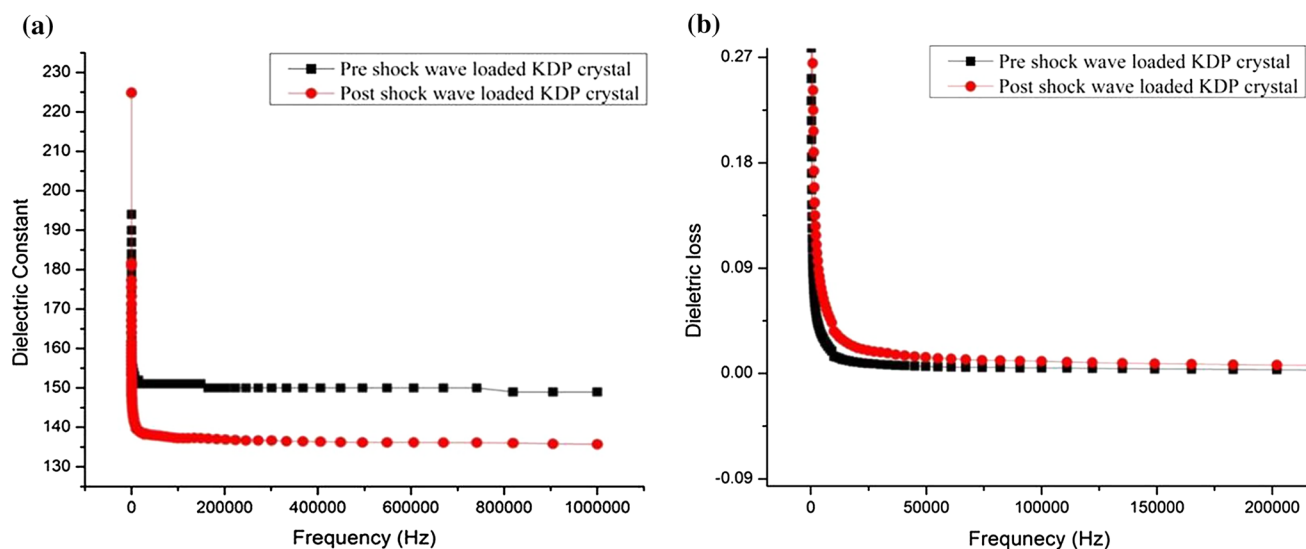 (a)
Pre shock wave loaded KDP crystal
Post shock wave loaded KDP crystal
Dielectric Constant
230
220
210
200
190
180
170
160
150
140
130
0
200000
400000
600000
800000
1000000
Frequency (Hz)
(b)
Pre shock wave loaded KDP crystal
Post shock wave loaded KDP crystal
Dieletric loss
0.27
0.18
0.09
0.00
-0.09
0
50000
100000
150000
200000
Frequnecy (Hz)